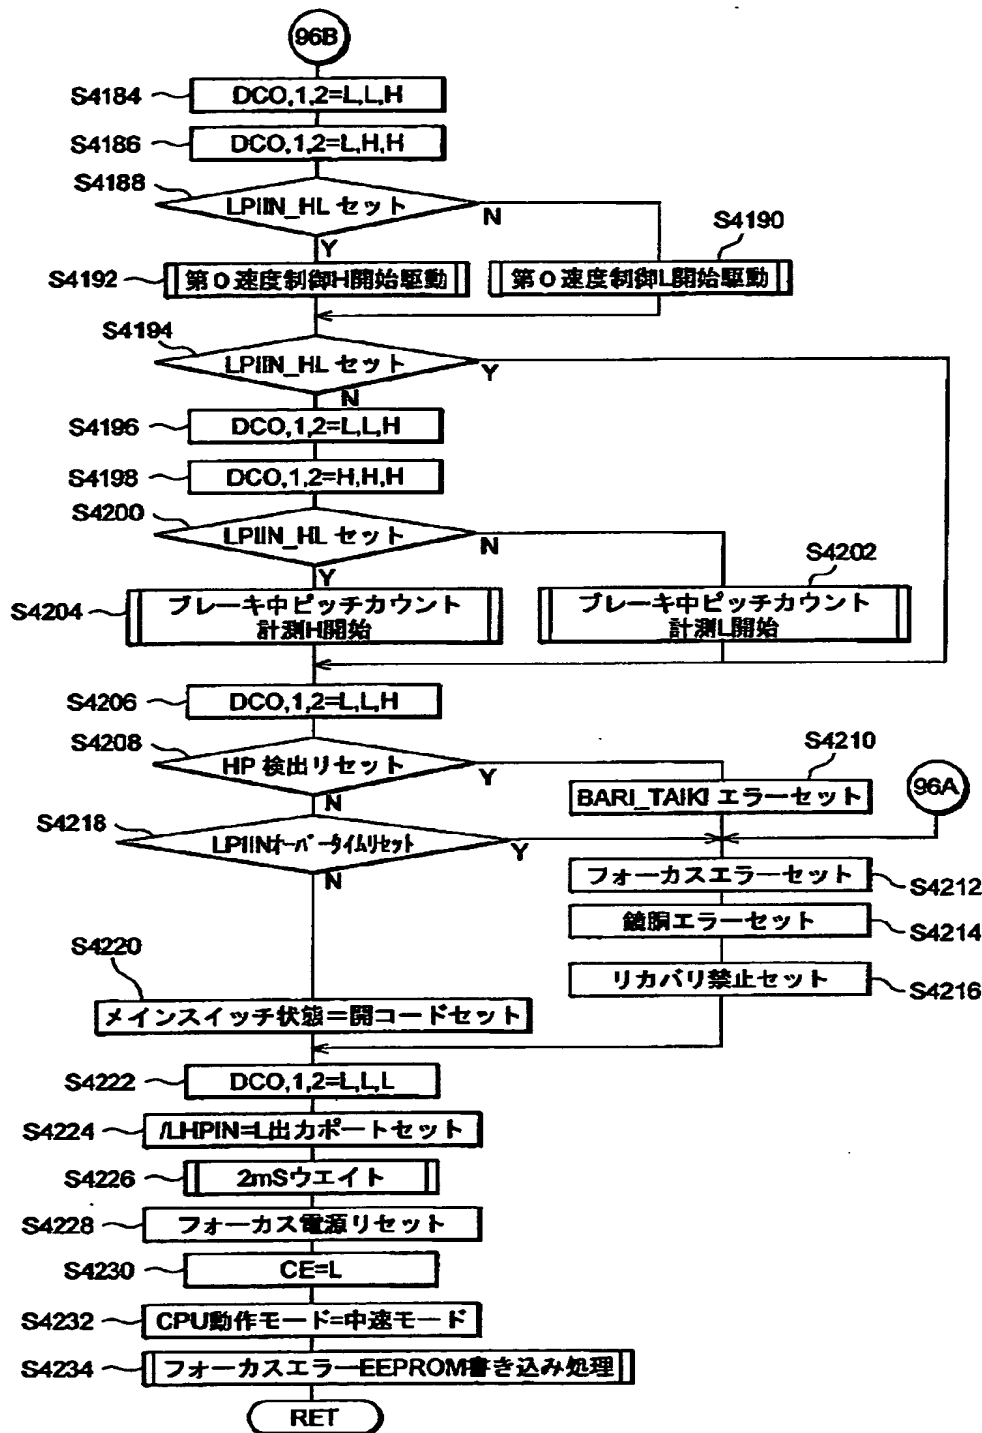 96B
S4184
DC0,1,2=L,L,H
S4186
DC0,1,2=L,H,H
S4188
LPIIN_HL セット
N
Y
S4190
S4192
第0速度制御H開始駆動
第0速度制御L開始駆動
S4194
LPIIN_HL セット
Y
N
S4196
DC0,1,2=L,L,H
S4198
DC0,1,2=H,H,H
S4200
LPIIN_HL セット
N
Y
S4202
S4204
ブレーキ中ピッチカウント
計測H開始
ブレーキ中ピッチカウント
計測L開始
S4206
DC0,1,2=L,L,H
S4208
HP 検出リセット
Y
N
S4210
BARI_TAIKI エラーセット
96A
S4218
LPIINオーバータイムリセット
Y
N
フォーカスエラーセット
S4212
鏡胴エラーセット
S4214
リカバリ禁止セット
S4216
S4220
メインスイッチ状態=開コードセット
S4222
DC0,1,2=L,L,L
S4224
/LHPIN=L出力ポートセット
S4226
2mSウエイト
S4228
フォーカス電源リセット
S4230
CE=L
S4232
CPU動作モード=中速モード
S4234
フォーカスエラーEEPROM書き込み処理
RET